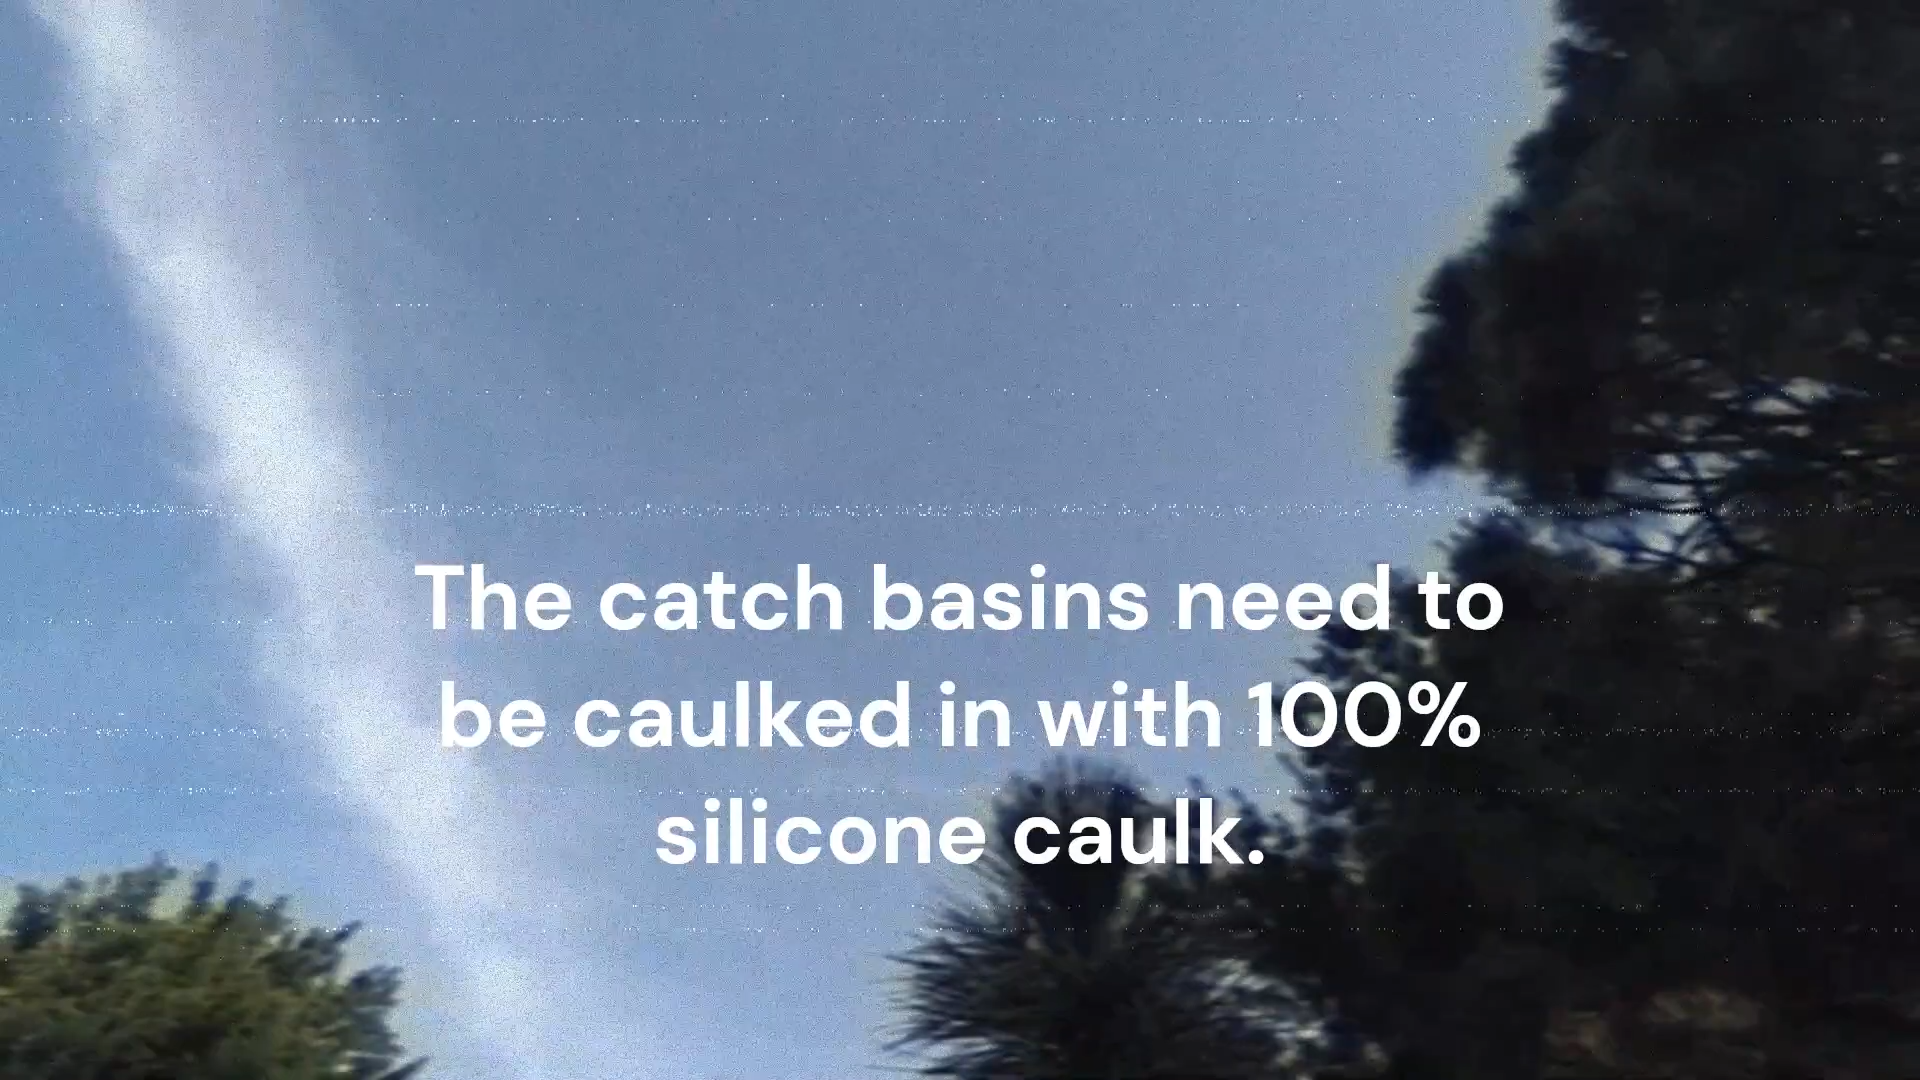 The catch basins need to
be caulked in with 100%
silicone caulk.